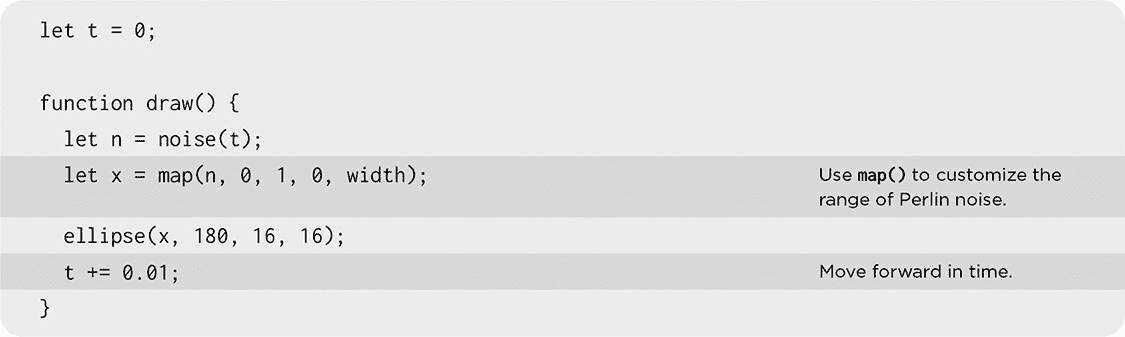 let t = 0;
function draw() {
let n = noise(t);
let x = map(n, 0, 1, 0, width);
Use map() to customize the
range of Perlin noise.
ellipse(x, 180, 16, 16);
t += 0.01;
Move forward in time.
}